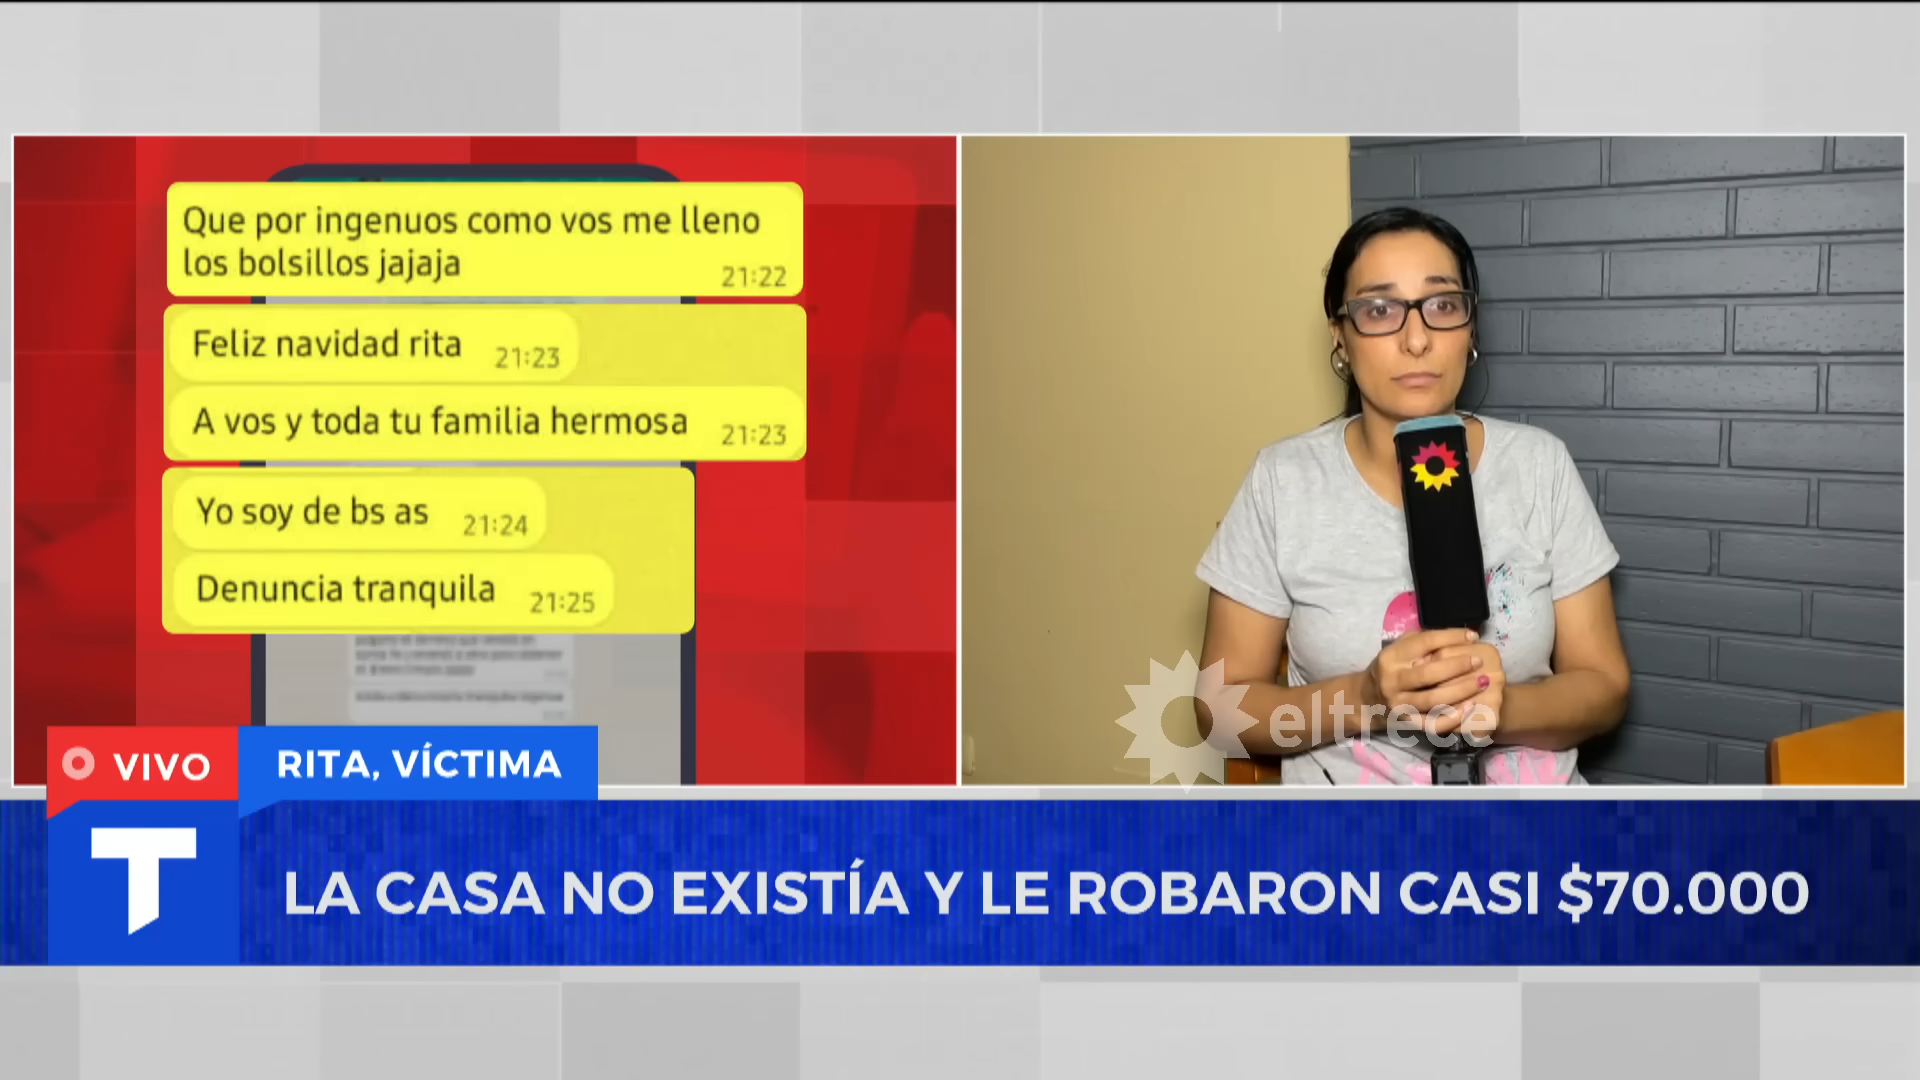 Que por ingenuos como vos me lleno
los bolsillos jajaja
21:22
Feliz navidad rita 21:23
A vos y toda tu familia hermosa 21:23
Yo soy de bs as 21:24
Denuncia tranquila 21:25
eltrece
VIVO
RITA, VÍCTIMA
T
LA CASA NO EXISTÍA Y LE ROBARON CASI $70.000